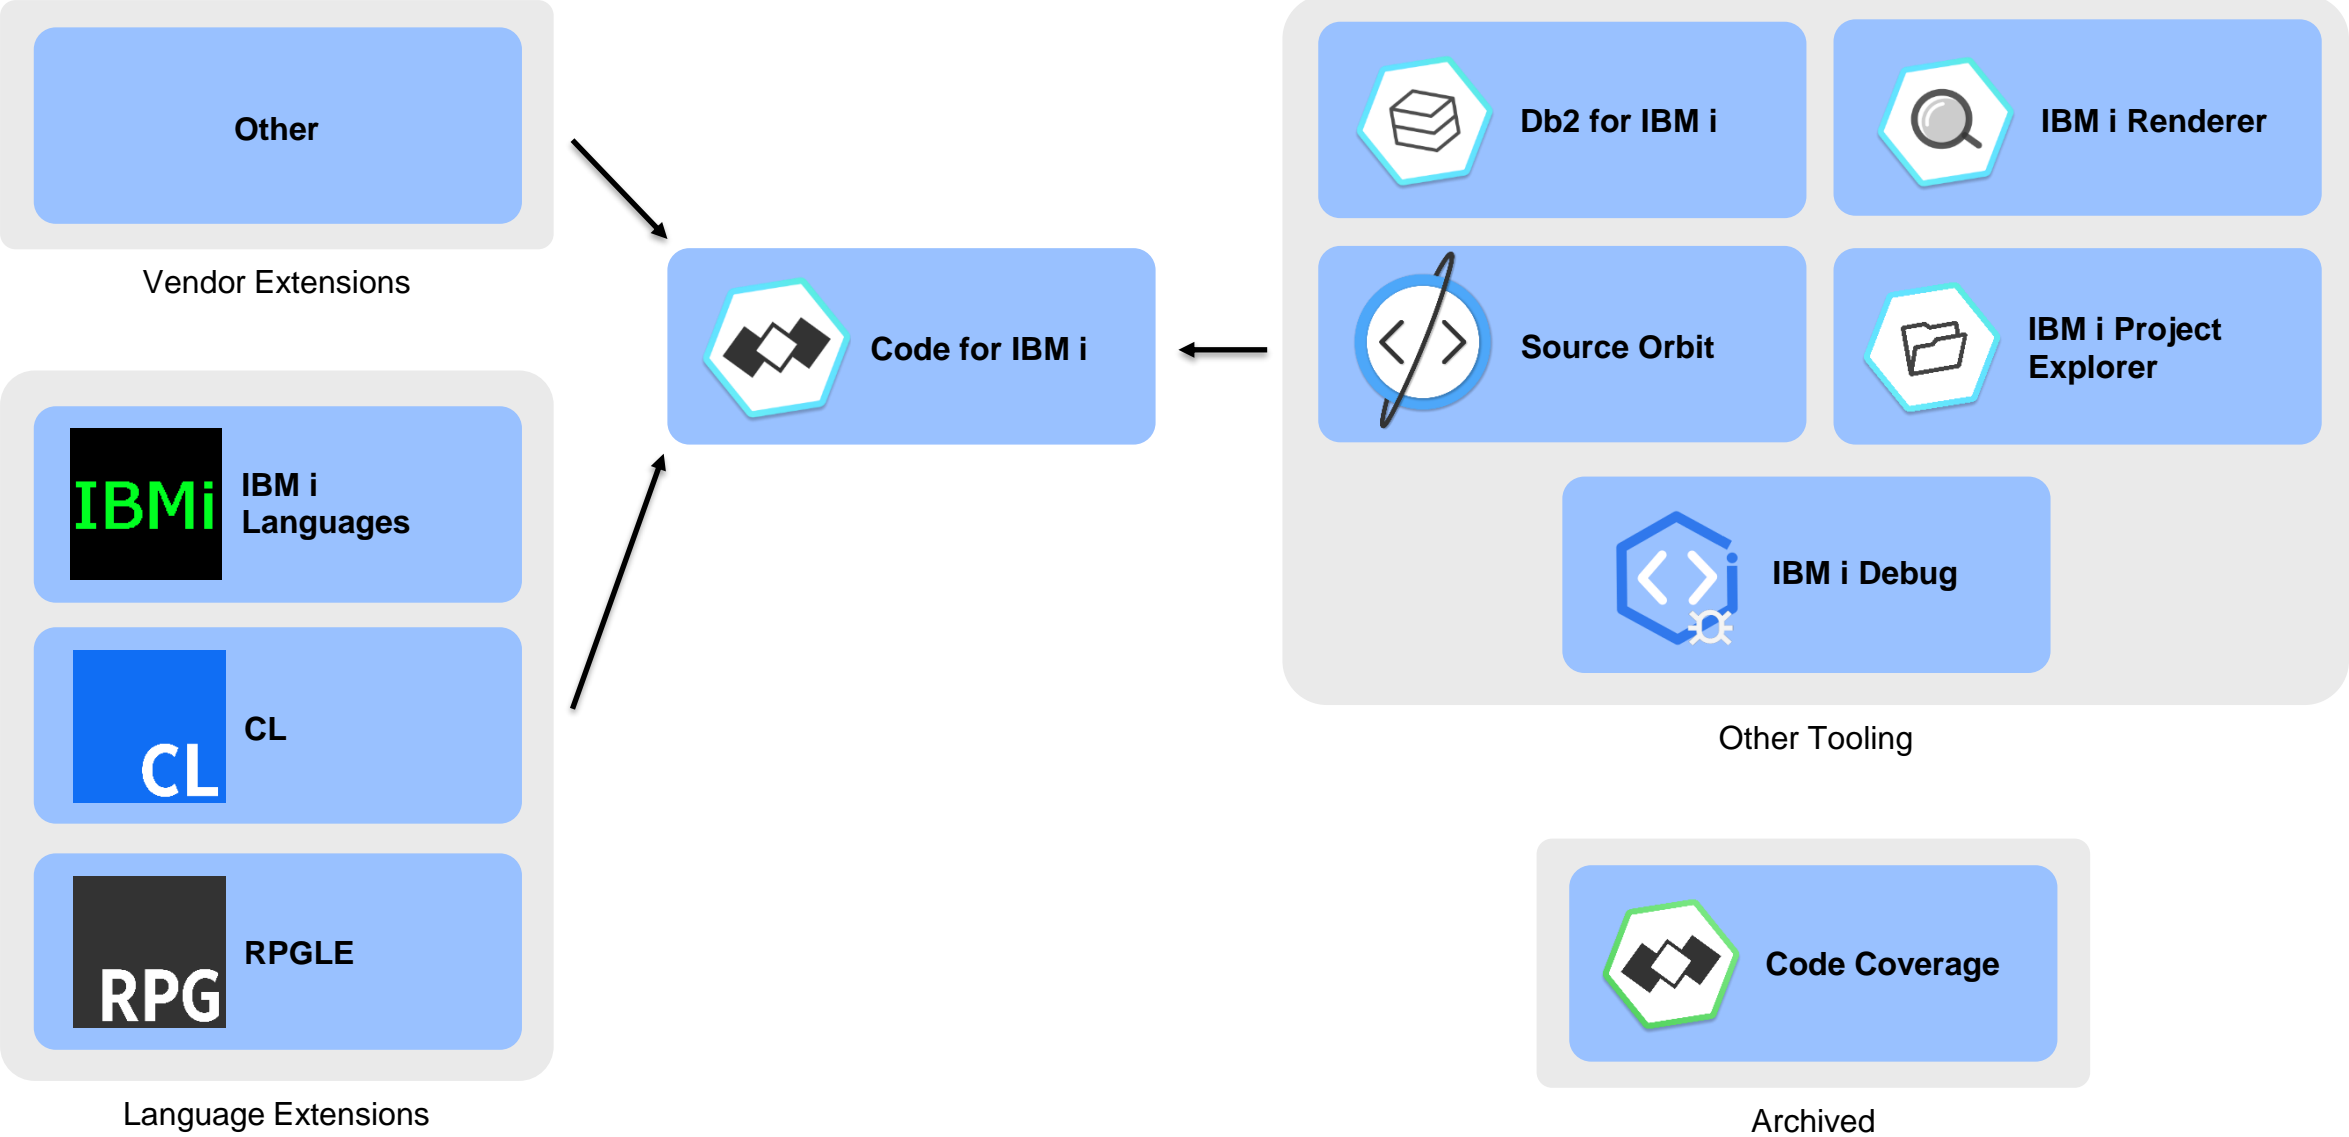 Other
Vendor Extensions
IBMi
IBM i
Languages
CL
CL
RPG
RPGLE
Language Extensions
Code for IBM i
Db2 for IBM i
IBM i Renderer
Source Orbit
IBM i Project
Explorer
IBM i Debug
Other Tooling
Code Coverage
Archived